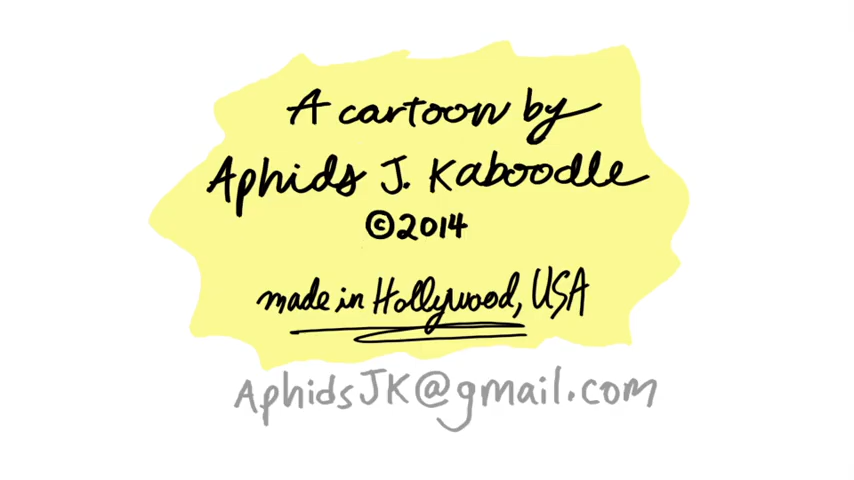 A cartoon by
Aphids J. Kaboodle
©2014
made in Hollywood, USA
AphidsJK@gmail.com